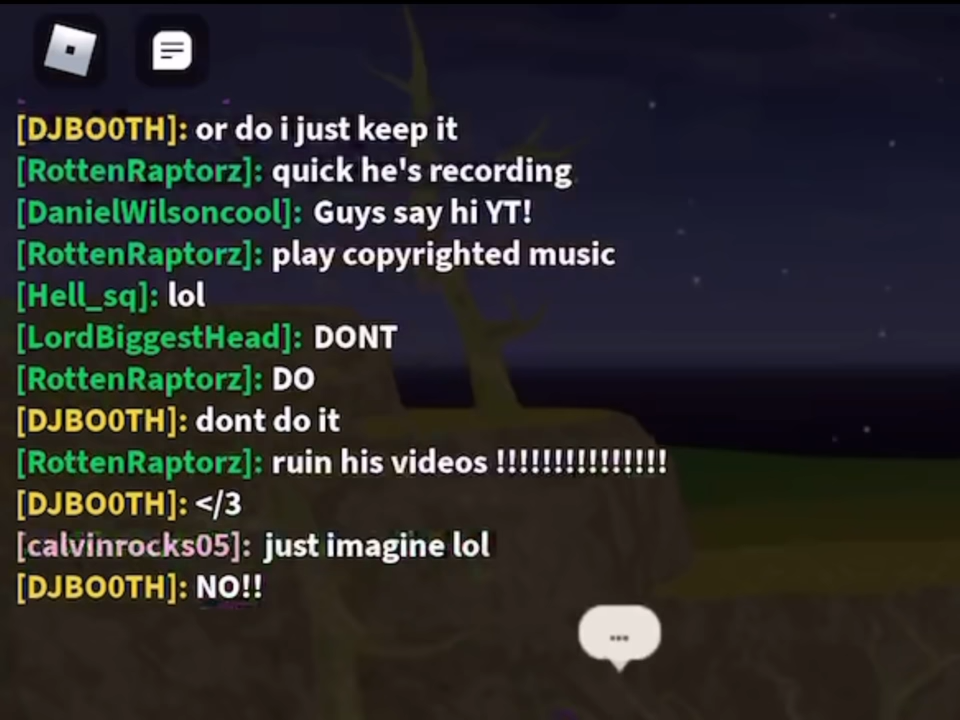 [DJBO0TH]: or do i just keep it
[RottenRaptorz]: quick he's recording
[DanielWilsoncool]: Guys say hi YT!
[RottenRaptorz]: play copyrighted music
[Hell_sq]: lol
[LordBiggestHead]: DONT
[RottenRaptorz]: DO
[DJBO0TH]: dont do it
[RottenRaptorz]: ruin his videos !!!!!!!!!!!!!!!
[DJBO0TH]: </3
[calvinrocks05]: just imagine lol
[DJBO0TH]: NO!!
...